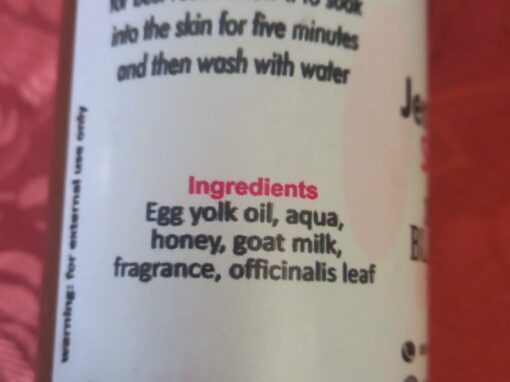 into the skin for five minutes
and then wash with water
warning: for external use only
Ingredients
Egg yolk oil, aqua,
honey, goat milk,
fragrance, officinalis leaf
Je